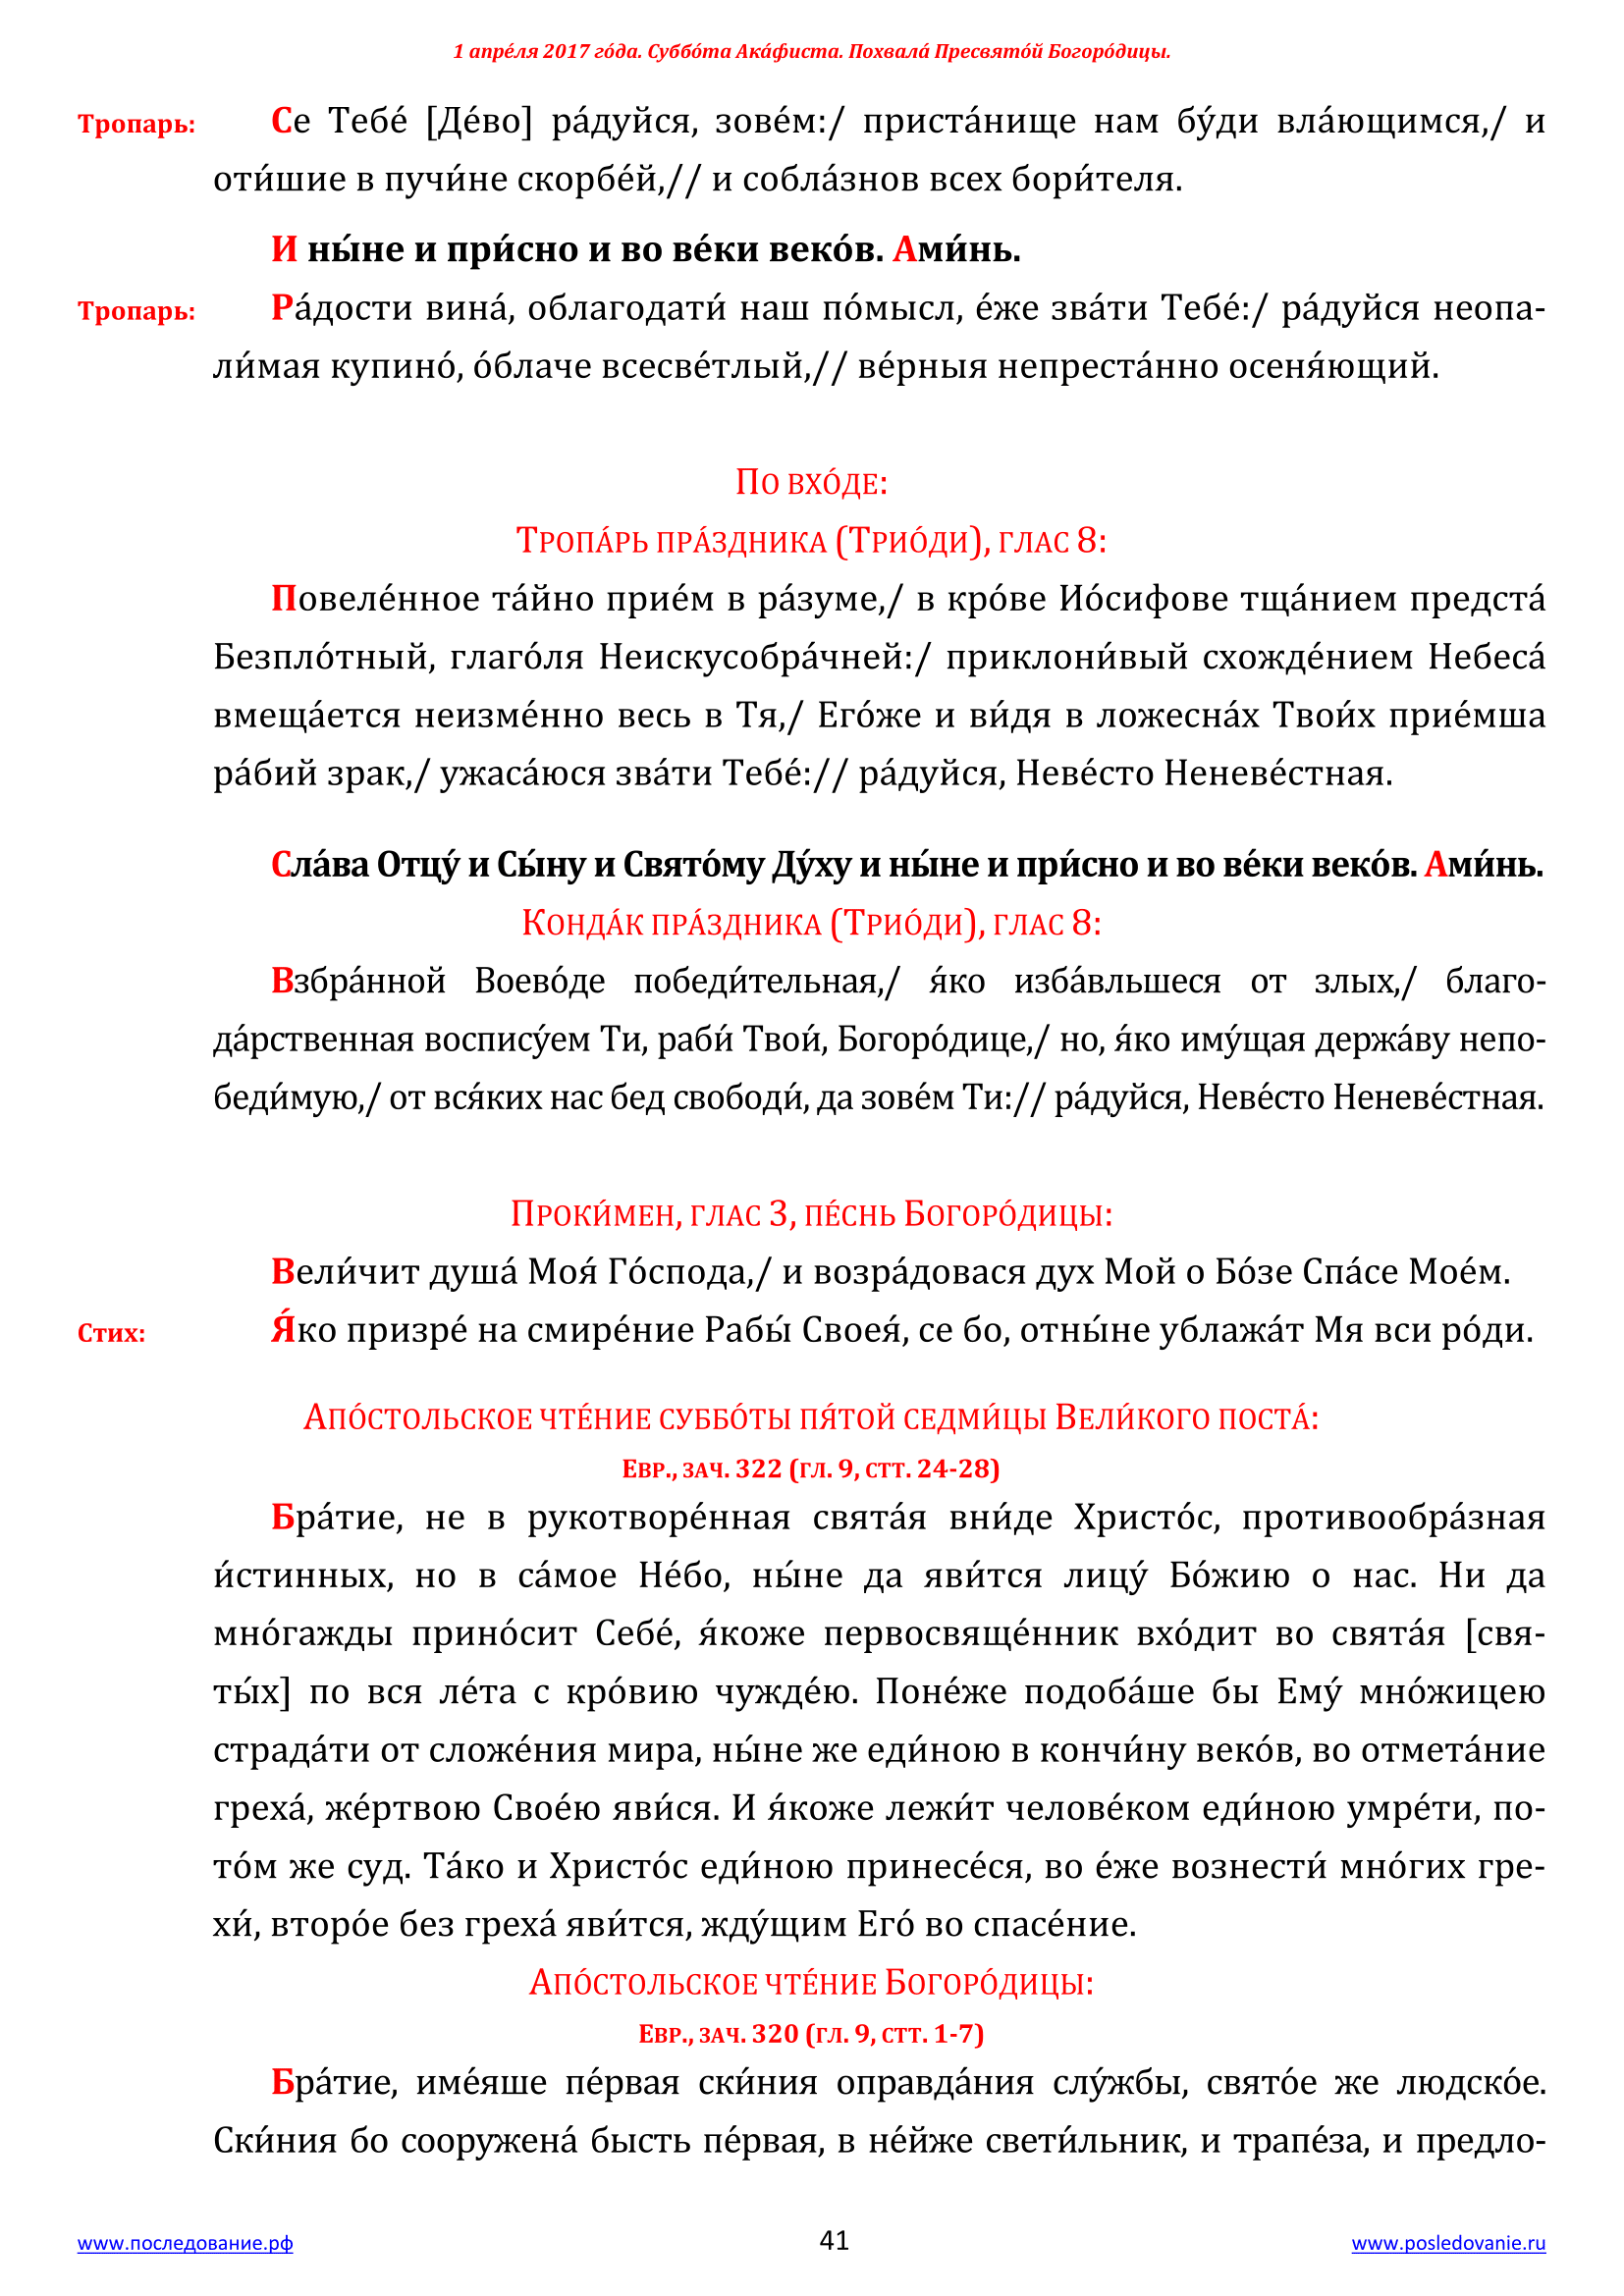 1 апре́ля 2017 го́да. Суббо́та Ака́фиста. Похвала́ Пресвято́й Богоро́дицы.
Тропарь: Се Тебе́ [Де́во] ра́дуйся, зове́м:/ приста́нище нам бу́ди вла́ющимся,/ и
оти́шие в пучи́не скорбе́й,// и собла́знов всех бори́теля.
И ны́не и при́сно и во ве́ки веко́в. Ами́нь.
Тропарь: Ра́дости вина́, облагодати́ наш по́мысл, е́же зва́ти Тебе́:/ ра́дуйся неопа-
ли́мая купино́, о́блаче всесве́тлый,// ве́рныя непреста́нно осеня́ющий.
По вхо́де:
Тропа́рь пра́здника (Трио́ди), глас 8:
Повеле́нное та́йно прие́м в ра́зуме,/ в кро́ве Ио́сифове тща́нием предста́
Безпло́тный, глаго́ля Неискусобра́чней:/ приклони́вый схожде́нием Небеса́
вмеща́ется неизме́нно весь в Тя,/ Его́же и ви́дя в ложесна́х Твои́х прие́мша
ра́бий зрак,/ ужаса́юся зва́ти Тебе́:// ра́дуйся, Неве́сто Неневе́стная.
Сла́ва Отцу́ и Сы́ну и Свято́му Ду́ху и ны́не и при́сно и во ве́ки веко́в. Ами́нь.
Конда́к пра́здника (Трио́ди), глас 8:
Взбра́нной Воево́де победи́тельная,/ я́ко изба́вльшеся от злых,/ благо-
да́рственная воспису́ем Ти, раби́ Твои́, Богоро́дице,/ но, я́ко иму́щая держа́ву непо-
беди́мую,/ от вся́ких нас бед свободи́, да зове́м Ти:// ра́дуйся, Неве́сто Неневе́стная.
Проки́мен, глас 3, пе́снь Богоро́дицы:
Вели́чит душа́ Моя́ Го́спода,/ и возра́довася дух Мой о Бо́зе Спа́се Мое́м.
Стих: Я́ко призре́ на смире́ние Рабы́ Своея́, се бо, отны́не ублажа́т Мя вси ро́ди.
Апо́стольское чте́ние суббо́ты пя́той седми́цы Вели́кого поста́:
Евр., зач. 322 (гл. 9, стт. 24-28)
Бра́тие, не в рукотворе́нная свята́я вни́де Христо́с, противообра́зная
и́стинных, но в са́мое Не́бо, ны́не да яви́тся лицу́ Бо́жию о нас. Ни да
мно́гажды прино́сит Себе́, я́коже первосвяще́нник вхо́дит во свята́я [свя-
ты́х] по вся ле́та с кро́вию чужде́ю. Поне́же подоба́ше бы Ему́ мно́жицею
страда́ти от сложе́ния мира, ны́не же еди́ною в кончи́ну веко́в, во отмета́ние
греха́, же́ртвою Свое́ю яви́ся. И я́коже лежи́т челове́ком еди́ною умре́ти, по-
то́м же суд. Та́ко и Христо́с еди́ною принесе́ся, во е́же вознести́ мно́гих гре-
хи́, второ́е без греха́ яви́тся, жду́щим Его́ во спасе́ние.
Апо́стольское чте́ние Богоро́дицы:
Евр., зач. 320 (гл. 9, стт. 1-7)
Бра́тие, име́яше пе́рвая ски́ния оправда́ния слу́жбы, свято́е же людско́е.
Ски́ния бо сооружена́ бысть пе́рвая, в не́йже свети́льник, и трапе́за, и предло-
www.последование.рф 41 www.posledovanie.ru